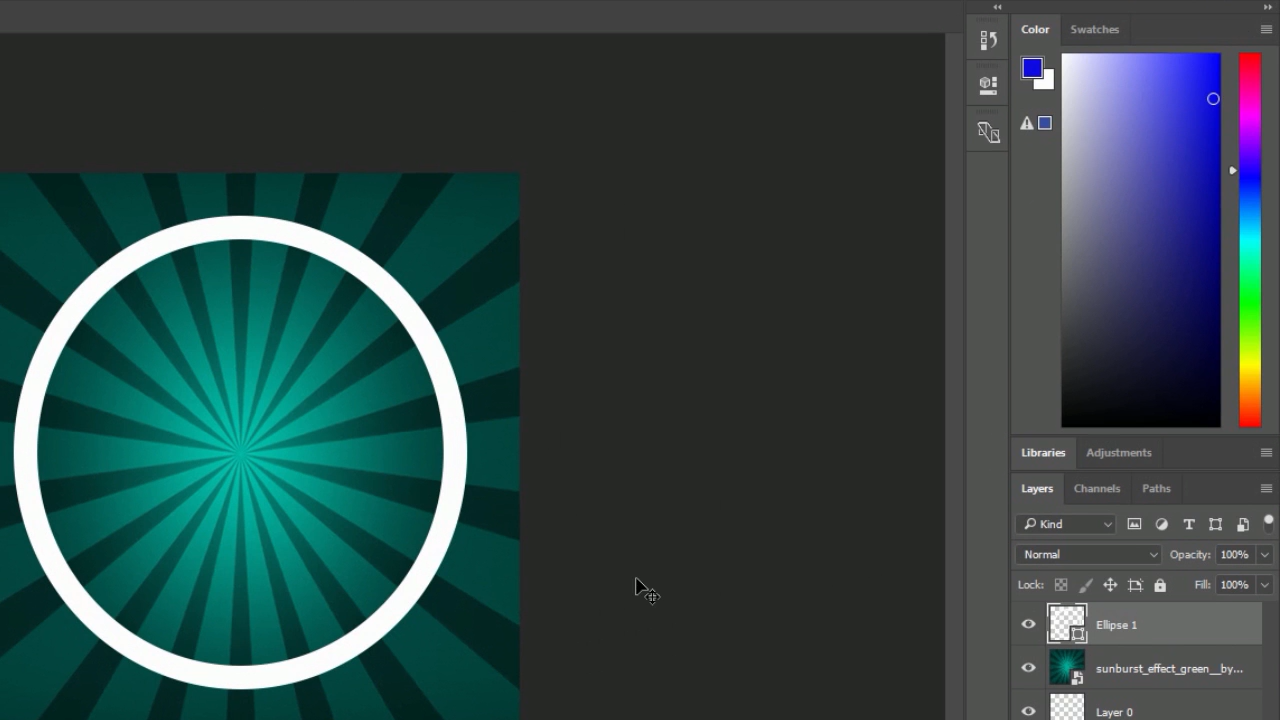 Color Swatches
Libraries Adjustments
Layers Channels Paths
Kind
Normal Opacity: 100%
Lock: Fill: 100%
Ellipse 1
sunburst_effect_green__by...
Layer 0